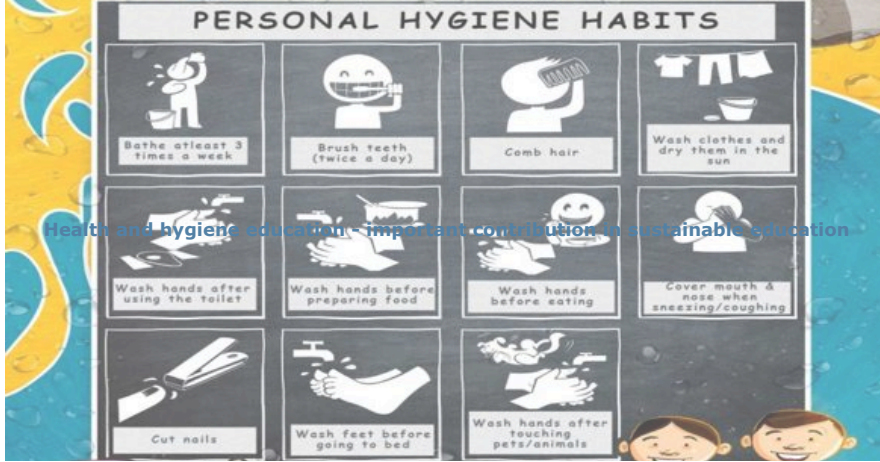 PERSONAL HYGIENE HABITS
Bathe atleast 3
times a week
Brush teeth
(twice a day)
Comb hair
Wash clothes and
dry them in the
sun
Health and hygiene education - important contribution in sustainable education
Wash hands after
using the toilet
Wash hands before
preparing food
Wash hands
before eating
Cover mouth &
nose when
sneezing/coughing
Cut nails
Wash feet before
going to bed
Wash hands after
touching
pets/animals